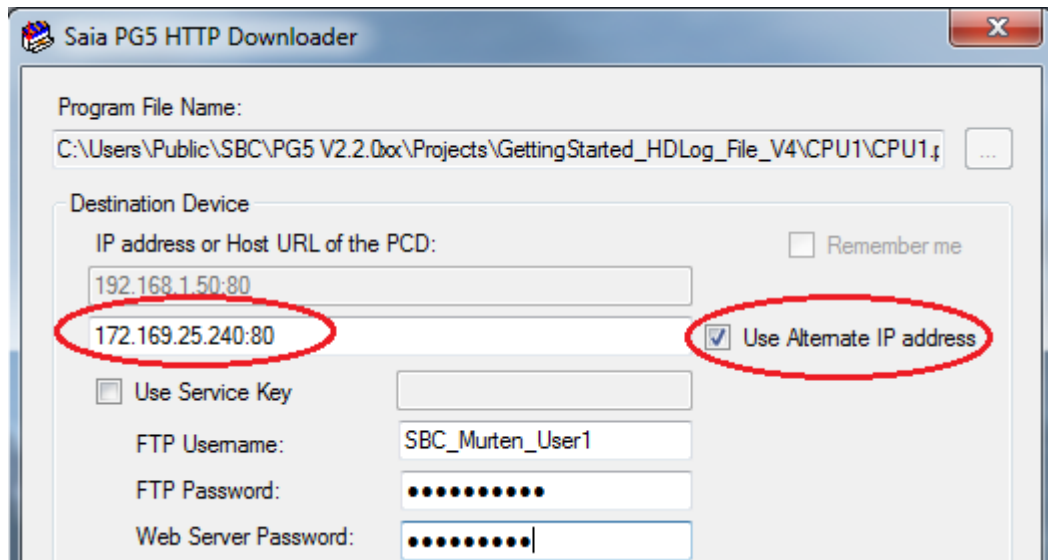 Saia PG5 HTTP Downloader
Program File Name:
C:\Users\Public\SBC\PG5 V2.2.0xx\Projects\GettingStarted_HDLog_File_V4\CPU1\CPU1.p
...
Destination Device
IP address or Host URL of the PCD:
Remember me
192.168.1.50:80
172.169.25.240:80
Use Alternate IP address
Use Service Key
FTP Username:
SBC_Murten_User1
FTP Password:
●●●●●●●●●●
Web Server Password:
●●●●●●●●●